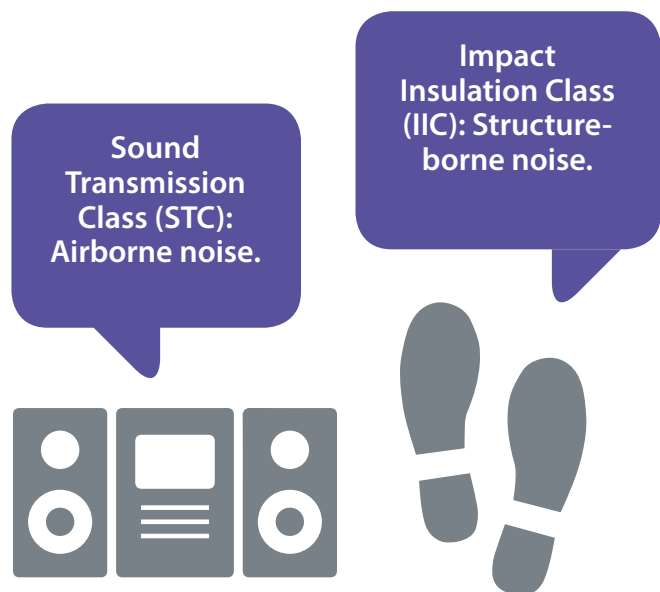 Sound
Transmission
Class (STC):
Airborne noise.
Impact
Insulation Class
(IIC): Structure-
borne noise.